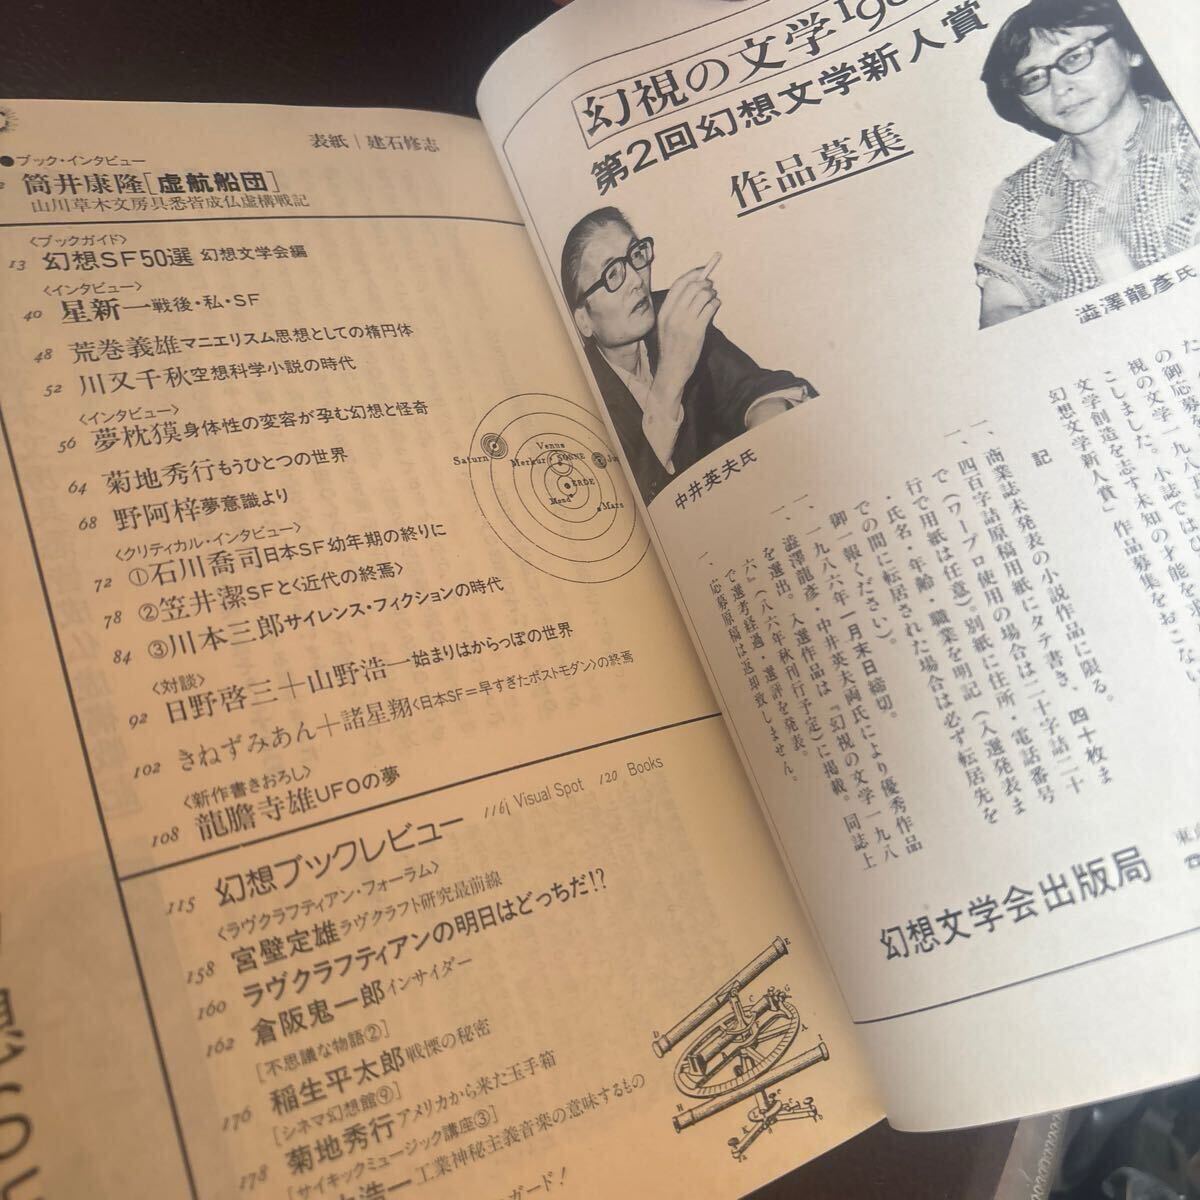 表紙｜建石修志
●ブック・インタビュー
2 筒井康隆［虚航船団］
山川草木文房具悉皆成仏虚構戦記
〈ブックガイド〉
13 幻想SF50選 幻想文学会編
〈インタビュー〉
40 星新一戦後・私・SF
48 荒巻義雄マニエリスム思想としての楕円体
52 川又千秋空想科学小説の時代
〈インタビュー〉
56 夢枕獏身体性の変容が孕む幻想と怪奇
64 菊地秀行もうひとつの世界
68 野阿梓夢意識より
〈クリティカル・インタビュー〉
72 ①石川喬司日本SF幼年期の終りに
78 ②笠井潔SFとく近代の終焉〉
84 ③川本三郎サイレンス・フィクションの時代
〈対談〉
92 日野啓三＋山野浩一始まりはからっぽの世界
102 きねずみあん＋諸星翔〈日本SF＝早すぎたポストモダン〉の終焉
〈新作書きおろし〉
108 龍膽寺雄UFOの夢
Saturn
Venus
Merkur
SONNE
ERDE
Mond
Mars
115 幻想ブックレビュー 116 Visual Spot 120 Books
〈ラヴクラフティアン・フォーラム〉
158 宮壁定雄ラヴクラフト研究最前線
160 ラヴクラフティアンの明日はどっちだ!?
162 倉阪鬼一郎インサイダー
［不思議な物語②］
176 稲生平太郎戦慄の秘密
［シネマ幻想館⑨］
178 菊地秀行アメリカから来た玉手箱
［サイキックミュージック講座③］
浩一工業神秘主義音楽の意味するもの
ガード!
幻視の文学198
第2回幻想文学新人賞
作品募集
澁澤龍彥氏
中井英夫氏
の御応募を
視の文学一九八
こしました。小誌では
文学創造を志す未知の才能を
幻想文学新人賞」作品募集をおこな
記
一、商業誌未発表の小説作品に限る。
一、四百字詰原稿用紙にタテ書き、四十枚ま
で（ワープロ使用の場合は二十字詰二十
行で用紙は任意）。別紙に住所・電話番号
・氏名・年齢・職業を明記（入選発表ま
での間に転居された場合は必ず転居先を
御一報ください）。
一、一九八六年一月末日締切。
一、澁澤龍彥・中井英夫両氏により優秀作品
を選出。入選作品は『幻視の文学一九八
六』（八六年秋刊行予定）に掲載。同誌上
で選考経過・選評を発表。
一、応募原稿は返却致しません。
幻想文学会出版局